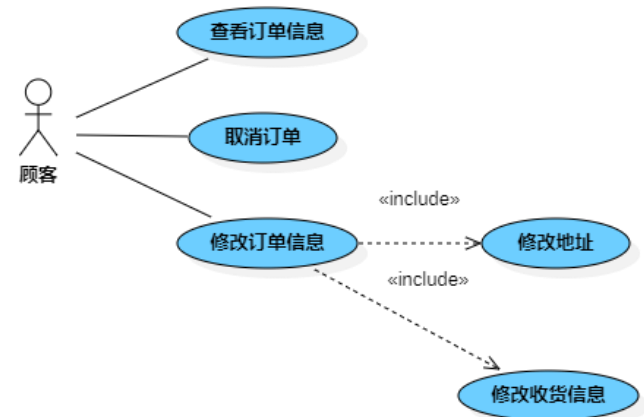 查看订单信息
取消订单
顾客
«include»
修改订单信息
修改地址
«include»
修改收货信息